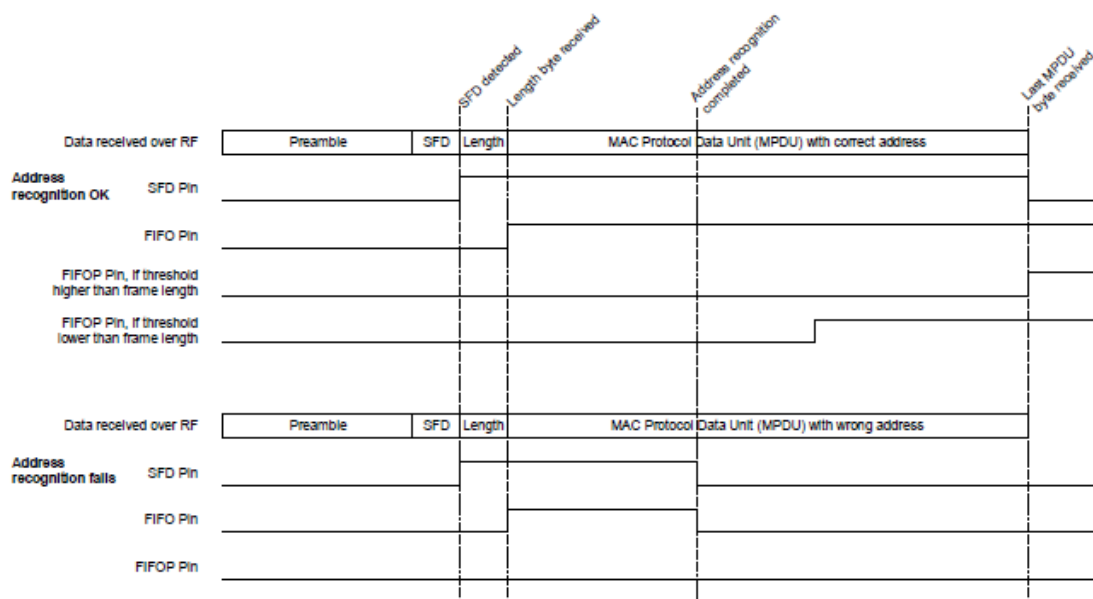 SFD detected
Length byte received
Address recognition
completed
Last MPDU
byte received
Data received over RF
Preamble
SFD
Length
MAC Protocol Data Unit (MPDU) with correct address
Address
recognition OK
SFD Pin
FIFO Pin
FIFOP Pin, if threshold
higher than frame length
FIFOP Pin, if threshold
lower than frame length
Data received over RF
Preamble
SFD
Length
MAC Protocol Data Unit (MPDU) with wrong address
Address
recognition fails
SFD Pin
FIFO Pin
FIFOP Pin